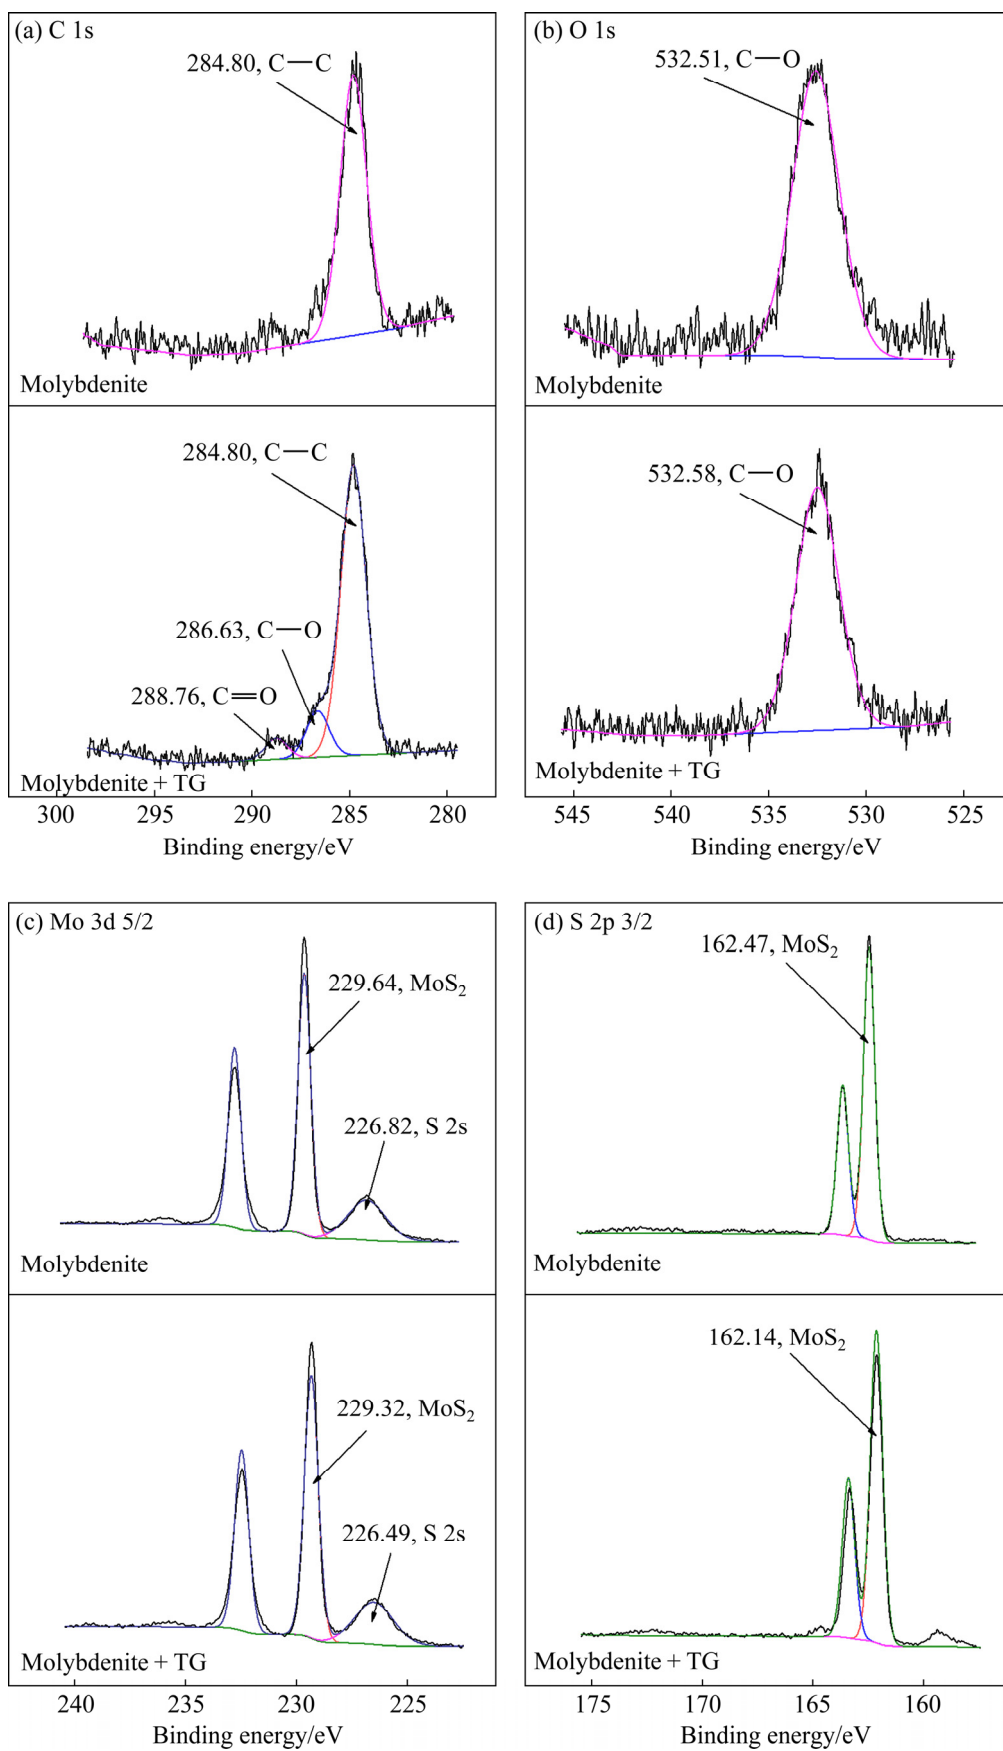 (a) C 1s
284.80, C—C
Molybdenite
284.80, C—C
286.63, C—O
288.76, C=O
Molybdenite + TG
300 295 290 285 280
Binding energy/eV
(b) O 1s
532.51, C—O
Molybdenite
532.58, C—O
Molybdenite + TG
545 540 535 530 525
Binding energy/eV
(c) Mo 3d 5/2
229.64, MoS₂
226.82, S 2s
Molybdenite
229.32, MoS₂
226.49, S 2s
Molybdenite + TG
240 235 230 225
Binding energy/eV
(d) S 2p 3/2
162.47, MoS₂
Molybdenite
162.14, MoS₂
Molybdenite + TG
175 170 165 160
Binding energy/eV